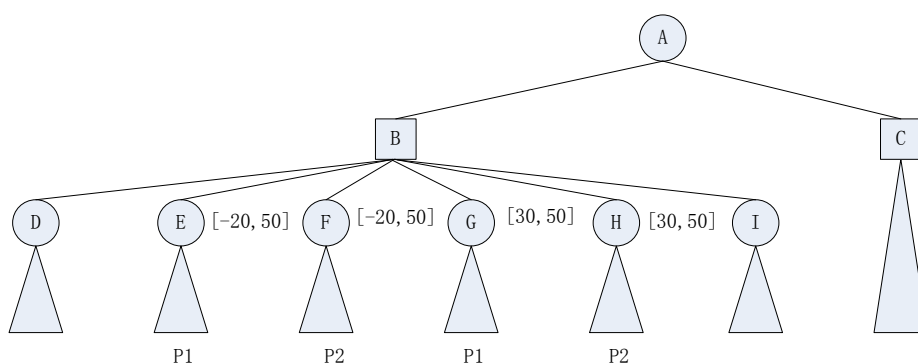 A
B
C
D
E
[-20,50]
F
[-20,50]
G
[30,50]
H
[30,50]
I
P1
P2
P1
P2